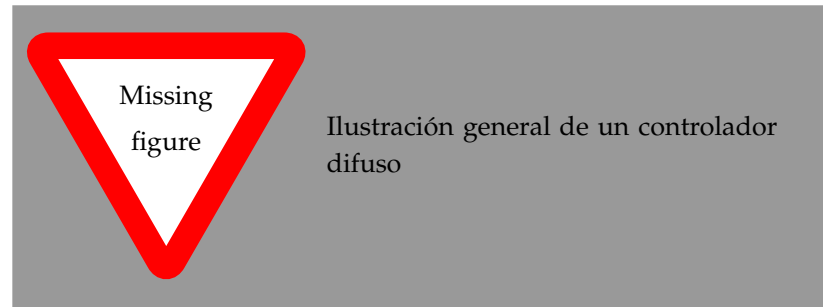 Missing
figure
Ilustración general de un controlador
difuso